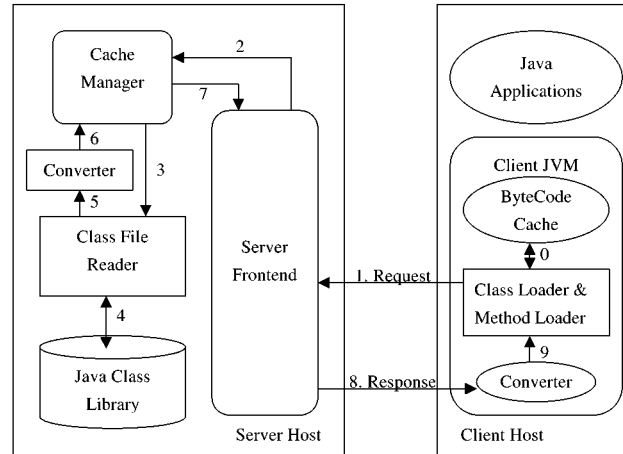 Cache
Manager
2
7
6
Converter
3
5
Class File
Reader
4
Java Class
Library
Server
Frontend
Server Host
1. Request
8. Response
Java
Applications
Client JVM
ByteCode
Cache
0
Class Loader &
Method Loader
9
Converter
Client Host